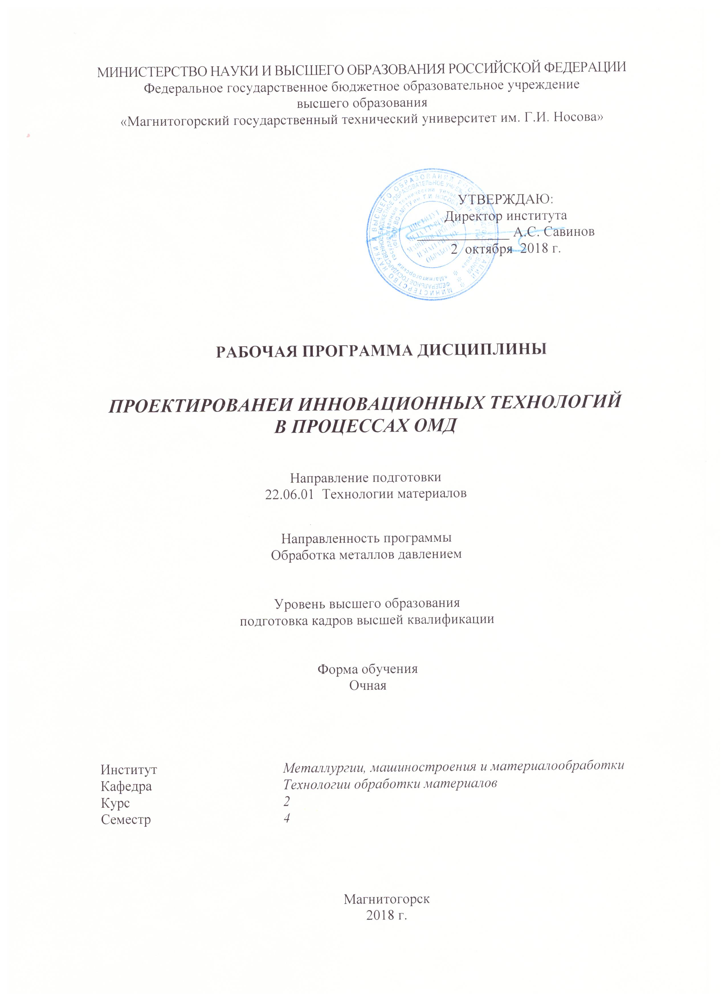 МИНИСТЕРСТВО НАУКИ И ВЫСШЕГО ОБРАЗОВАНИЯ РОССИЙСКОЙ ФЕДЕРАЦИИ
Федеральное государственное бюджетное образовательное учреждение
высшего образования
«Магнитогорский государственный технический университет им. Г.И. Носова»
УТВЕРЖДАЮ:
Директор института
А.С. Савинов
2 октября 2018 г.
РАБОЧАЯ ПРОГРАММА ДИСЦИПЛИНЫ
ПРОЕКТИРОВАНЕИ ИННОВАЦИОННЫХ ТЕХНОЛОГИЙ
В ПРОЦЕССАХ ОМД
Направление подготовки
22.06.01 Технологии материалов
Направленность программы
Обработка металлов давлением
Уровень высшего образования
подготовка кадров высшей квалификации
Форма обучения
Очная
Институт Металлургии, машиностроения и материалообработки
Кафедра Технологии обработки материалов
Курс 2
Семестр 4
Магнитогорск
2018 г.